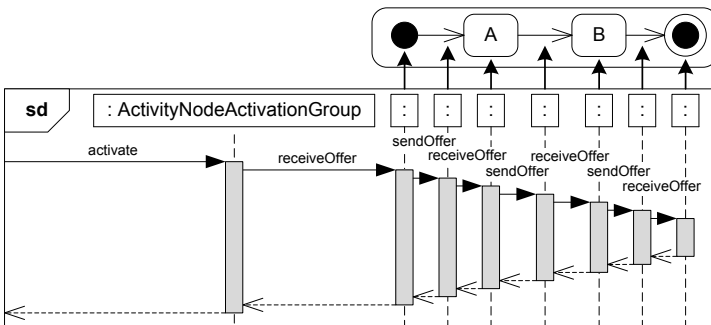 A B
sd : ActivityNodeActivationGroup : : : : : : :
activate
receiveOffer
sendOffer
receiveOffer
sendOffer
receiveOffer
sendOffer
receiveOffer